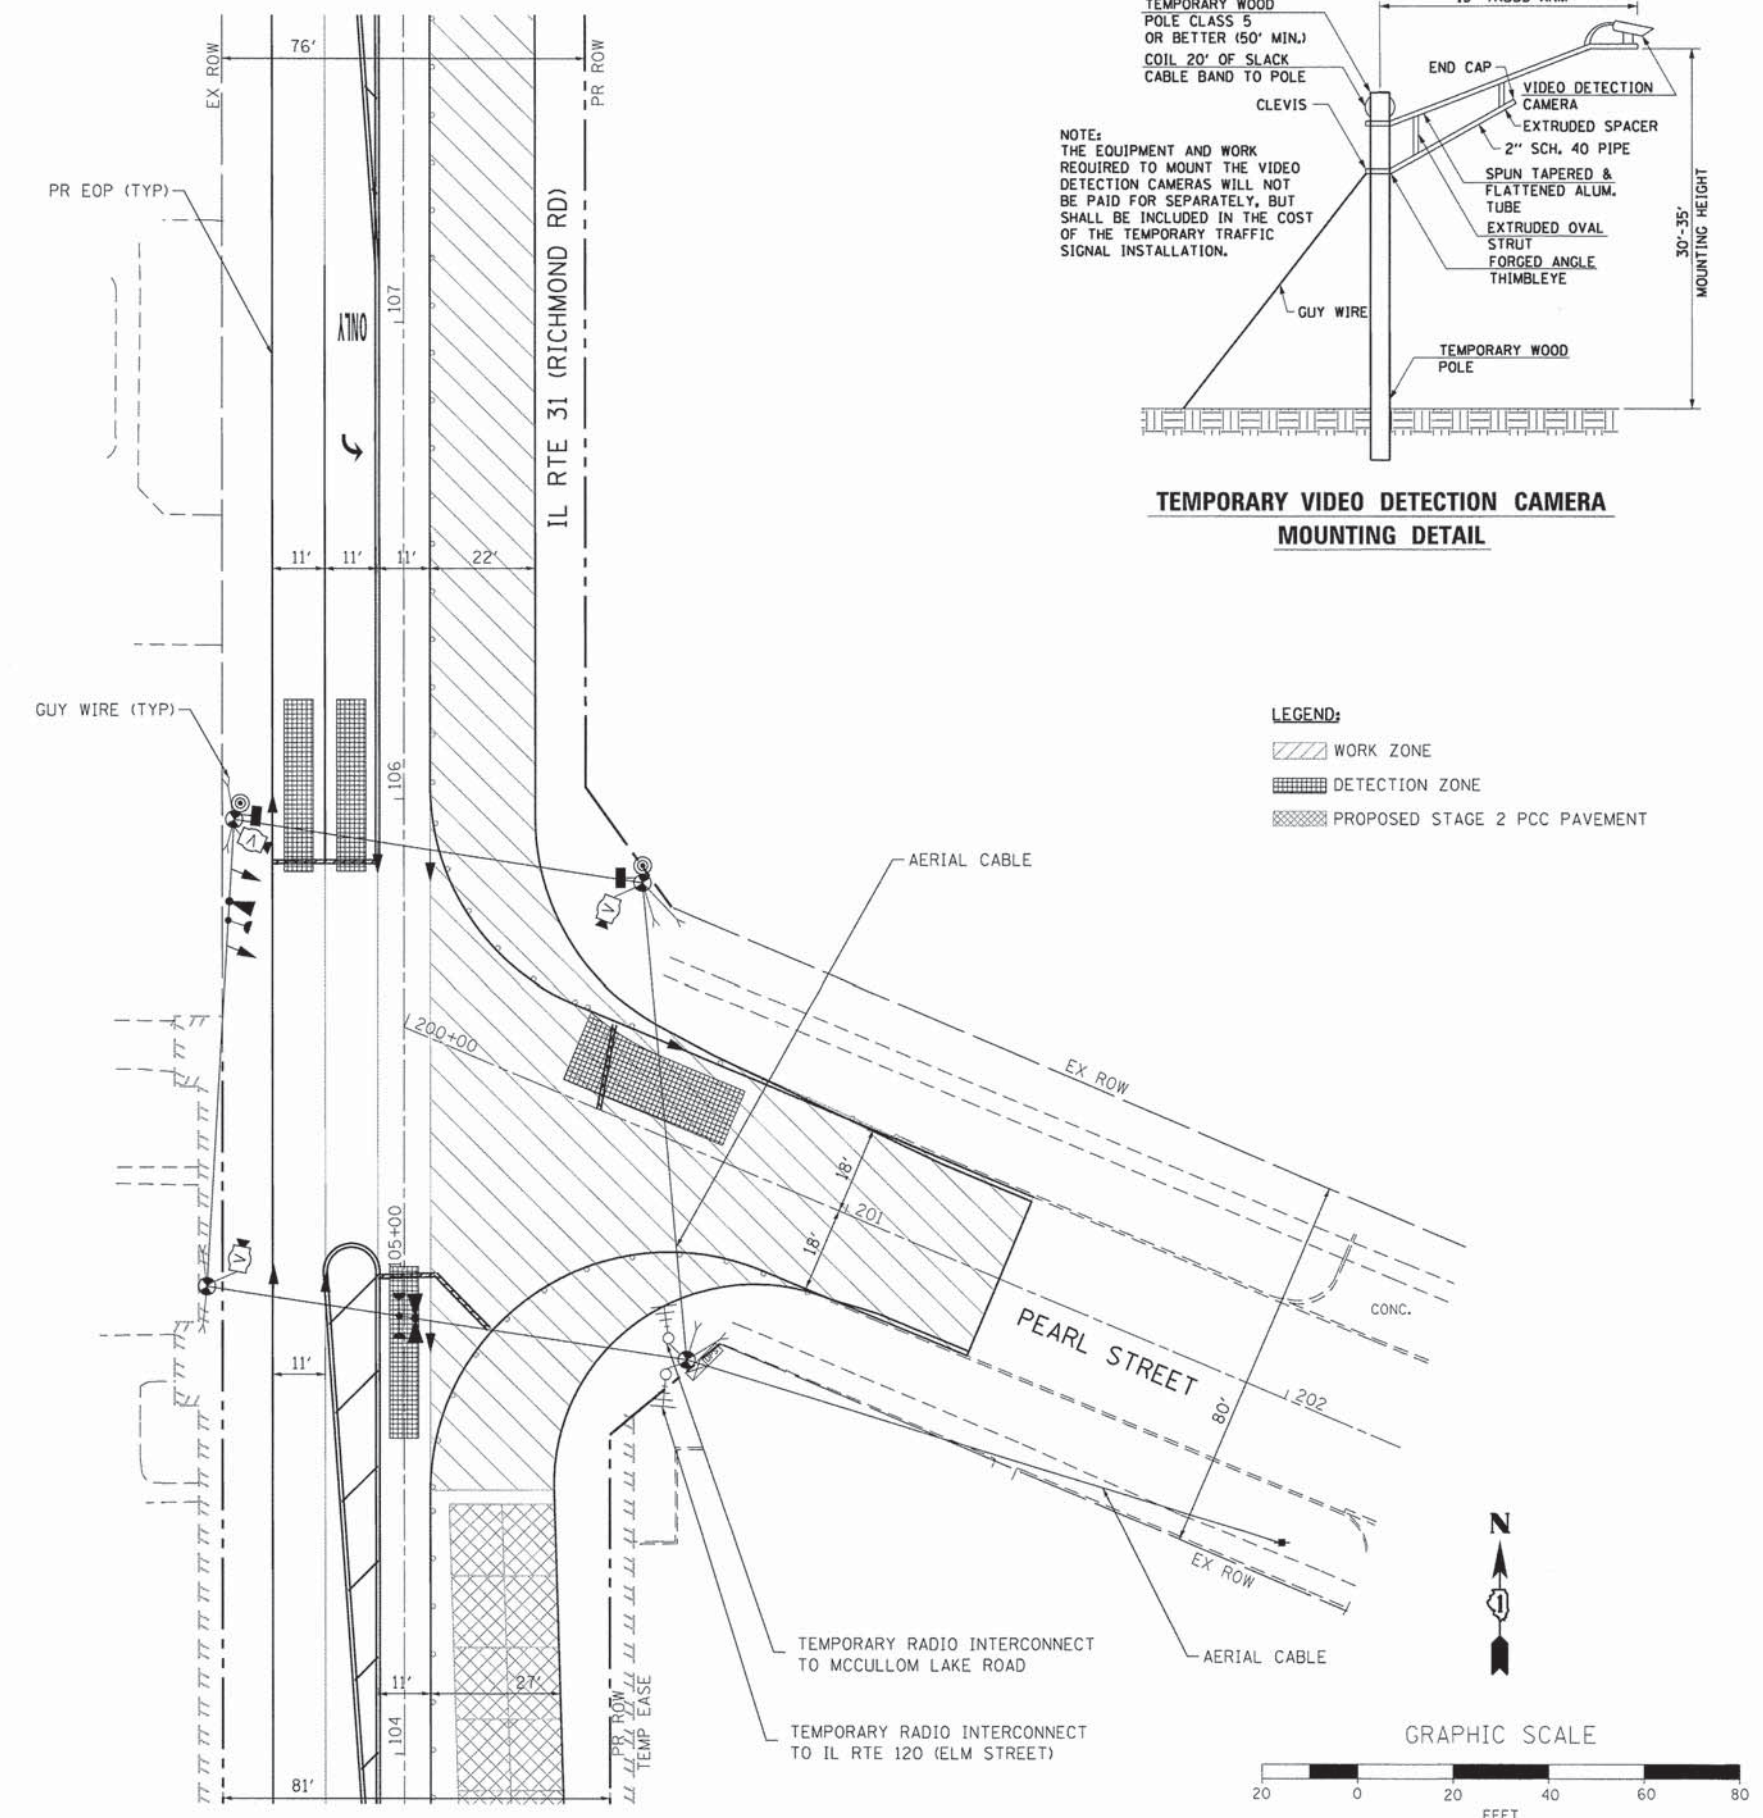 TEMPORARY WOOD
POLE CLASS 5
OR BETTER (50' MIN.)
COIL 20' OF SLACK
CABLE BAND TO POLE
CLEVIS
END CAP
VIDEO DETECTION
CAMERA
EXTRUDED SPACER
2" SCH. 40 PIPE
SPUN TAPERED &
FLATTENED ALUM.
TUBE
EXTRUDED OVAL
STRUT
FORGED ANGLE
THIMBLEYE
30'-35'
MOUNTING HEIGHT
NOTE:
THE EQUIPMENT AND WORK
REQUIRED TO MOUNT THE VIDEO
DETECTION CAMERAS WILL NOT
BE PAID FOR SEPARATELY, BUT
SHALL BE INCLUDED IN THE COST
OF THE TEMPORARY TRAFFIC
SIGNAL INSTALLATION.
GUY WIRE
TEMPORARY WOOD
POLE
TEMPORARY VIDEO DETECTION CAMERA
MOUNTING DETAIL
EX ROW
76'
PR ROW
PR EOP (TYP)
107
ONLY
IL RTE 31 (RICHMOND RD)
11'
11'
11'
22'
GUY WIRE (TYP)
106
V
V
LEGEND:
WORK ZONE
DETECTION ZONE
PROPOSED STAGE 2 PCC PAVEMENT
AERIAL CABLE
200+00
EX ROW
18'
201
18'
105+00
V
11'
PEARL STREET
CONC.
202
80'
EX ROW
AERIAL CABLE
TEMPORARY RADIO INTERCONNECT
TO MCCULLOM LAKE ROAD
TEMPORARY RADIO INTERCONNECT
TO IL RTE 120 (ELM STREET)
11'
27'
104
PR ROW
TEMP EASE
81'
N
1
GRAPHIC SCALE
20 0 20 40 60 80
FEET